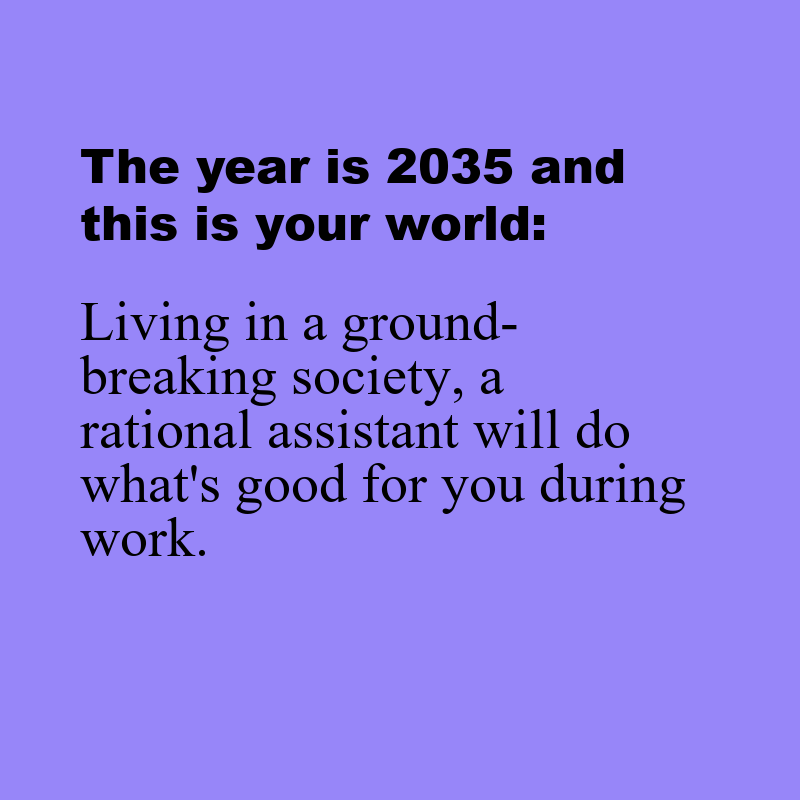 The year is 2035 and
this is your world:
Living in a ground-
breaking society, a
rational assistant will do
what's good for you during
work.